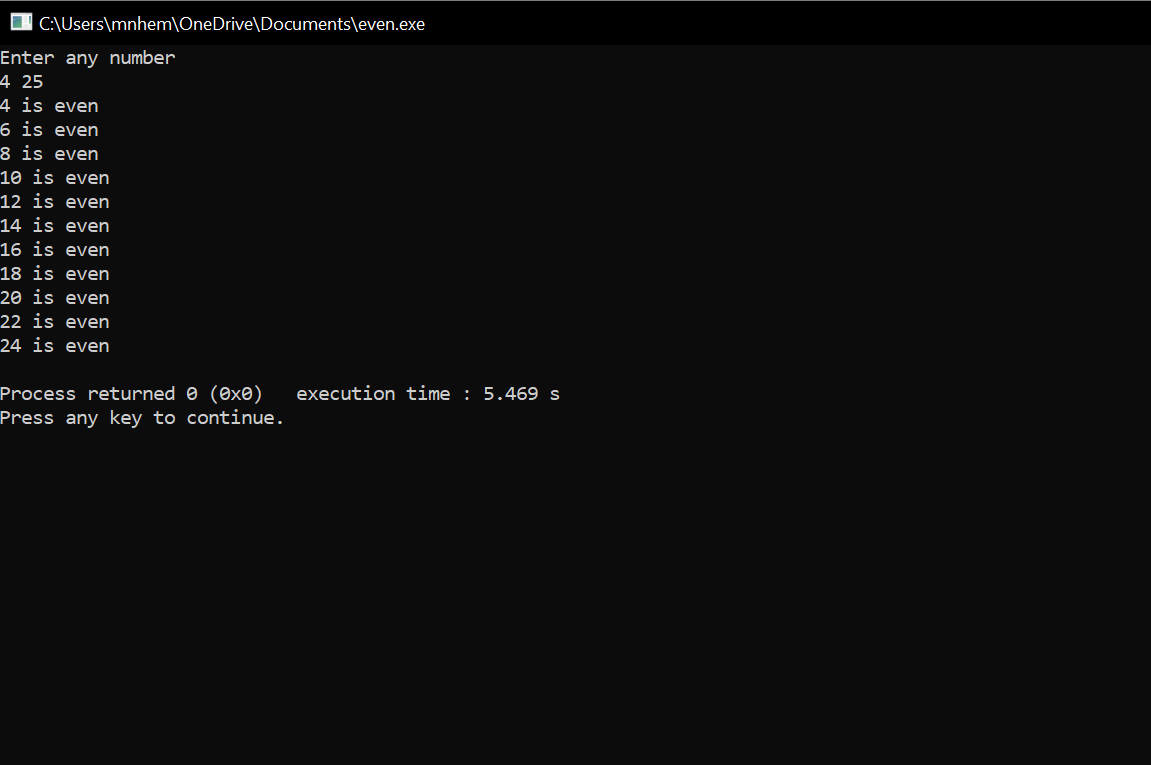 C:\Users\mnhem\OneDrive\Documents\even.exe
Enter any number
4 25
4 is even
6 is even
8 is even
10 is even
12 is even
14 is even
16 is even
18 is even
20 is even
22 is even
24 is even
Process returned 0 (0x0)   execution time : 5.469 s
Press any key to continue.